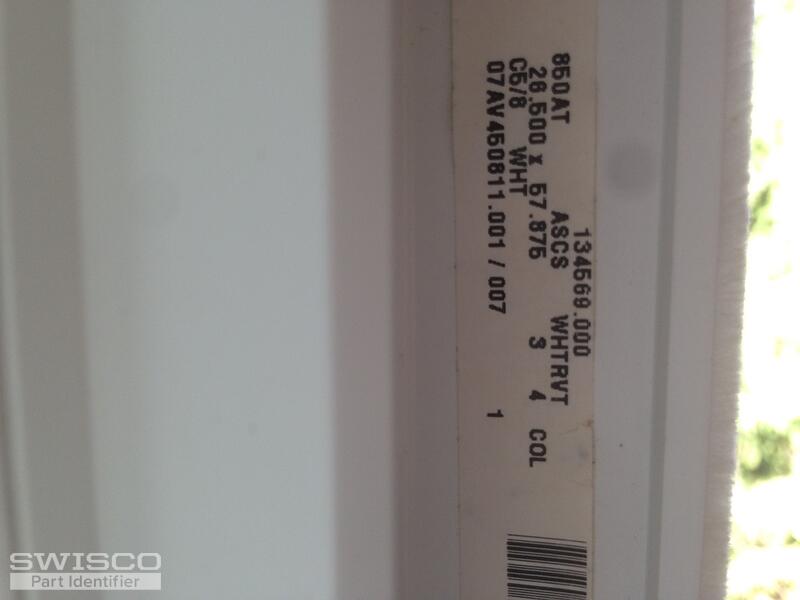 134569.000
850AT ASCS WHTRVT
26.500 x 57.875 S 4 COL
C5/8 WHT
07AV450811.001 / 007 1
SWISCO
Part Identifier